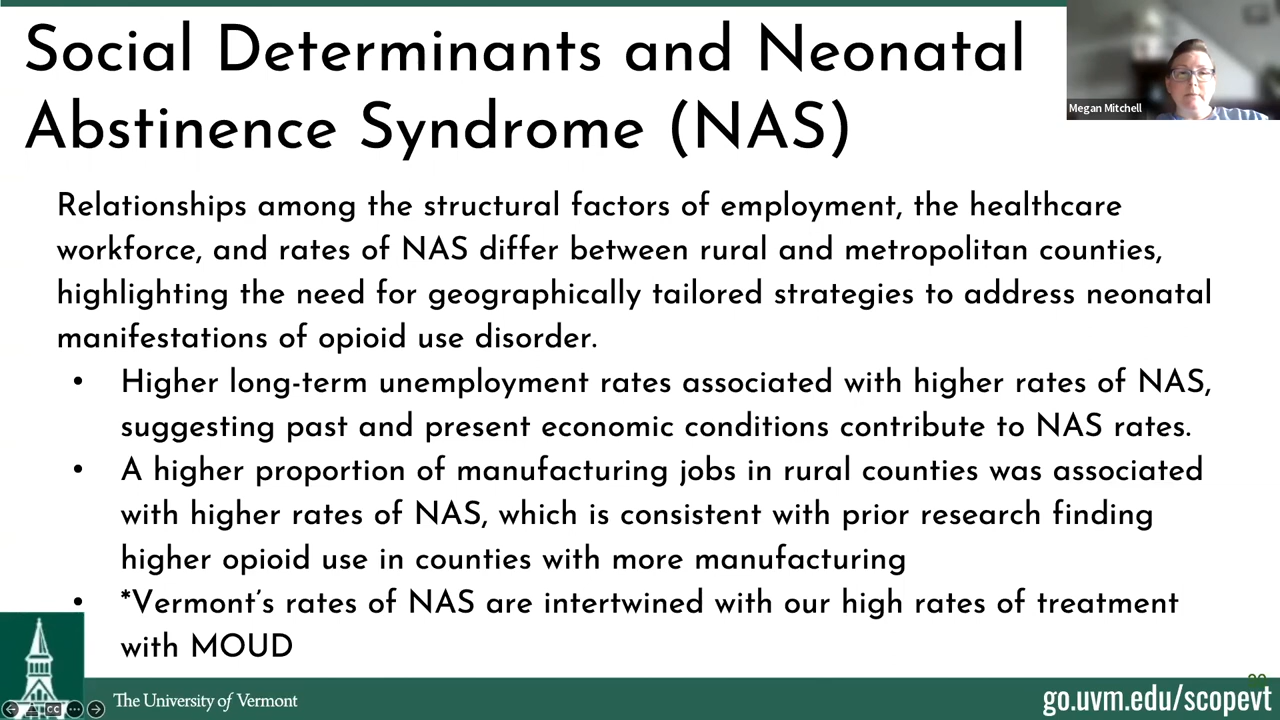 Social Determinants and Neonatal
Abstinence Syndrome (NAS)
Megan Mitchell
Relationships among the structural factors of employment, the healthcare
workforce, and rates of NAS differ between rural and metropolitan counties,
highlighting the need for geographically tailored strategies to address neonatal
manifestations of opioid use disorder.
• Higher long-term unemployment rates associated with higher rates of NAS,
suggesting past and present economic conditions contribute to NAS rates.
• A higher proportion of manufacturing jobs in rural counties was associated
with higher rates of NAS, which is consistent with prior research finding
higher opioid use in counties with more manufacturing
• *Vermont’s rates of NAS are intertwined with our high rates of treatment
with MOUD
CC
The University of Vermont
go.uvm.edu/scopevt